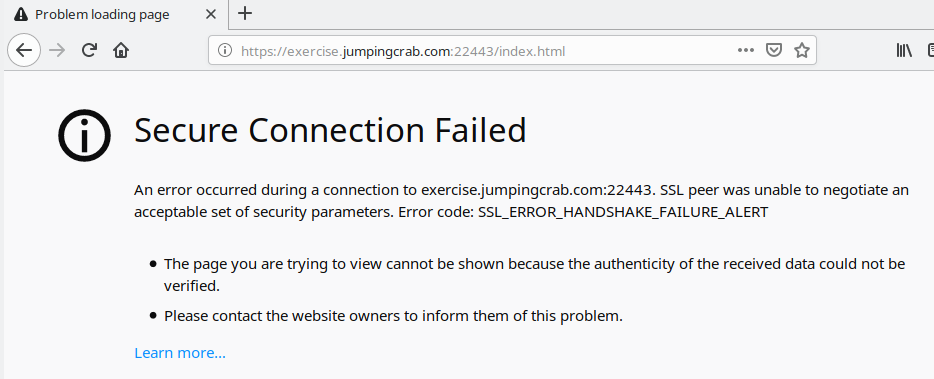 Problem loading page
https://exercise.jumpingcrab.com:22443/index.html
Secure Connection Failed
An error occurred during a connection to exercise.jumpingcrab.com:22443. SSL peer was unable to negotiate an
acceptable set of security parameters. Error code: SSL_ERROR_HANDSHAKE_FAILURE_ALERT
• The page you are trying to view cannot be shown because the authenticity of the received data could not be
verified.
• Please contact the website owners to inform them of this problem.
Learn more...